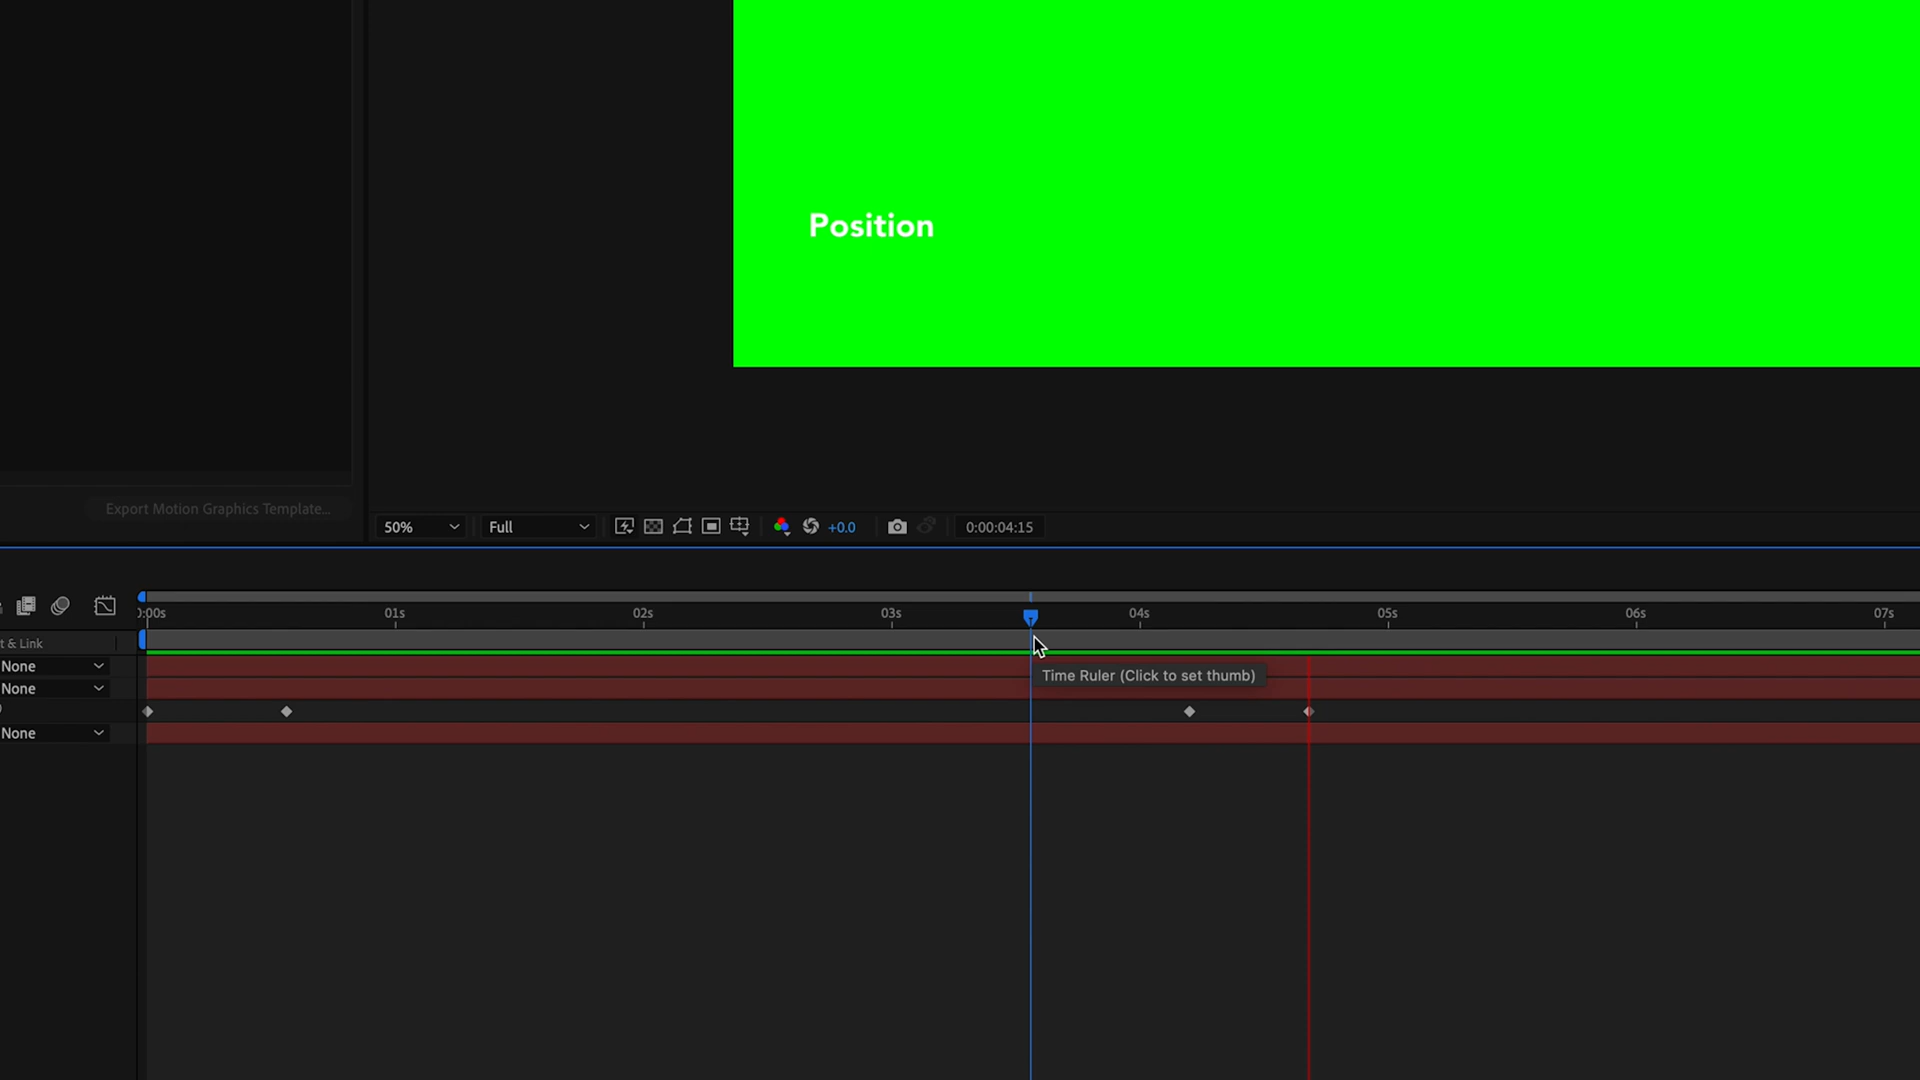 Position
Export Motion Graphics Template...
50% Full +0.0 0:00:04:15
0:00s 01s 02s 03s 04s 05s 06s 07s
t & Link
None
Time Ruler (Click to set thumb)
None
None